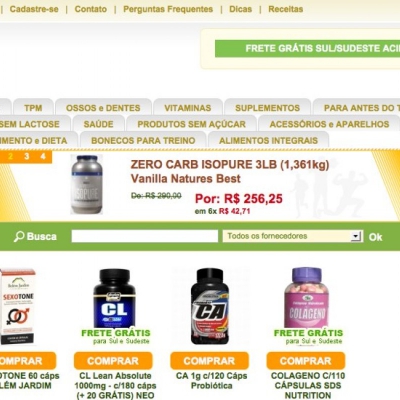 | Cadastre-se | Contato | Perguntas Frequentes | Dicas | Receitas
FRETE GRÁTIS SUL/SUDESTE ACI
TPM OSSOS e DENTES VITAMINAS SUPLEMENTOS PARA ANTES DO T
SEM LACTOSE SAÚDE PRODUTOS SEM AÇÚCAR ACESSÓRIOS e APARELHOS
IMENTO e DIETA BONECOS PARA TREINO ALIMENTOS INTEGRAIS
2 3 4
ZERO CARB ISOPURE 3LB (1,361kg)
Vanilla Natures Best
De: R$ 290,00 Por: R$ 256,25
em 6x R$ 42,71
Busca Todos os fornecedores Ok
SEXOTONE
CL
CA
COLÁGENO
FRETE GRÁTIS FRETE GRÁTIS
para Sul e Sudeste para Sul e Sudeste
COMPRAR COMPRAR COMPRAR COMPRAR
OTONE 60 cáps CL Lean Absolute CA 1g c/120 Cáps COLAGENO C/110
LÊM JARDIM 1000mg - c/180 cáps Probiótica CÁPSULAS SDS
(+ 20 GRÁTIS) NEO NUTRITION